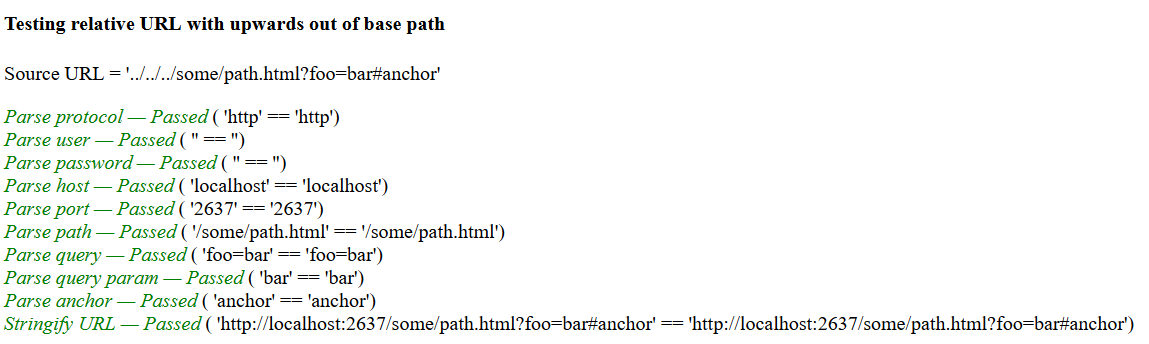 Testing relative URL with upwards out of base path
Source URL = '../../../some/path.html?foo=bar#anchor'
Parse protocol — Passed ( 'http' == 'http')
Parse user — Passed ( '' == '')
Parse password — Passed ( '' == '')
Parse host — Passed ( 'localhost' == 'localhost')
Parse port — Passed ( '2637' == '2637')
Parse path — Passed ( '/some/path.html' == '/some/path.html')
Parse query — Passed ( 'foo=bar' == 'foo=bar')
Parse query param — Passed ( 'bar' == 'bar')
Parse anchor — Passed ( 'anchor' == 'anchor')
Stringify URL — Passed ( 'http://localhost:2637/some/path.html?foo=bar#anchor' == 'http://localhost:2637/some/path.html?foo=bar#anchor')